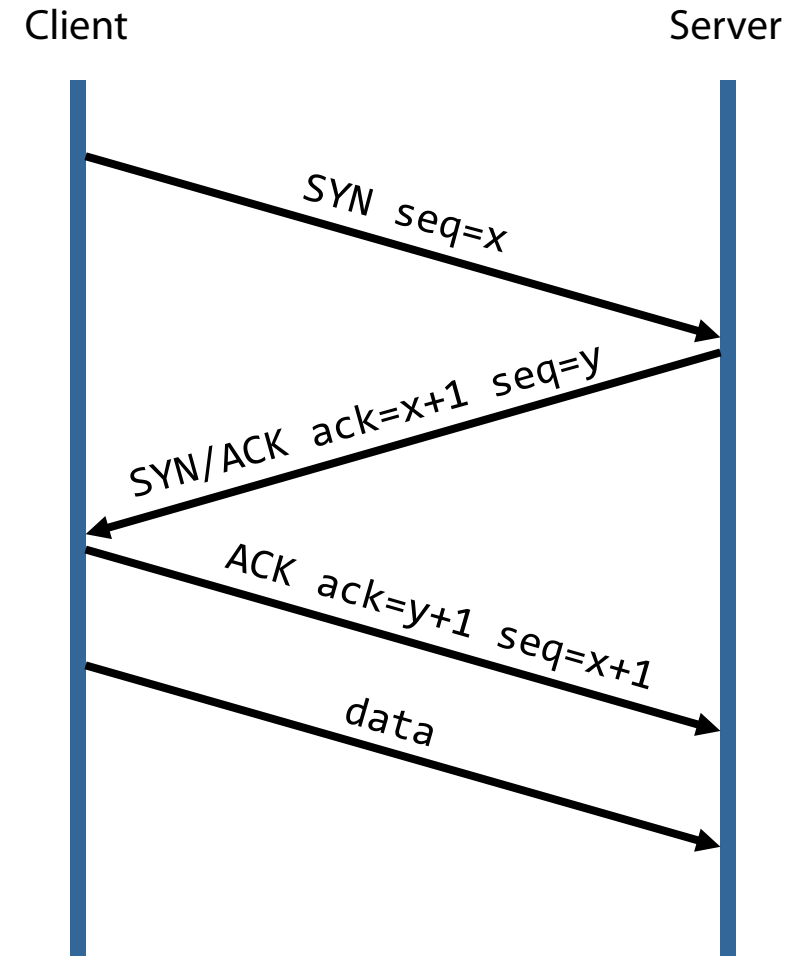 Client
Server
SYN seq=x
SYN/ACK ack=x+1 seq=y
ACK ack=y+1 seq=x+1
data